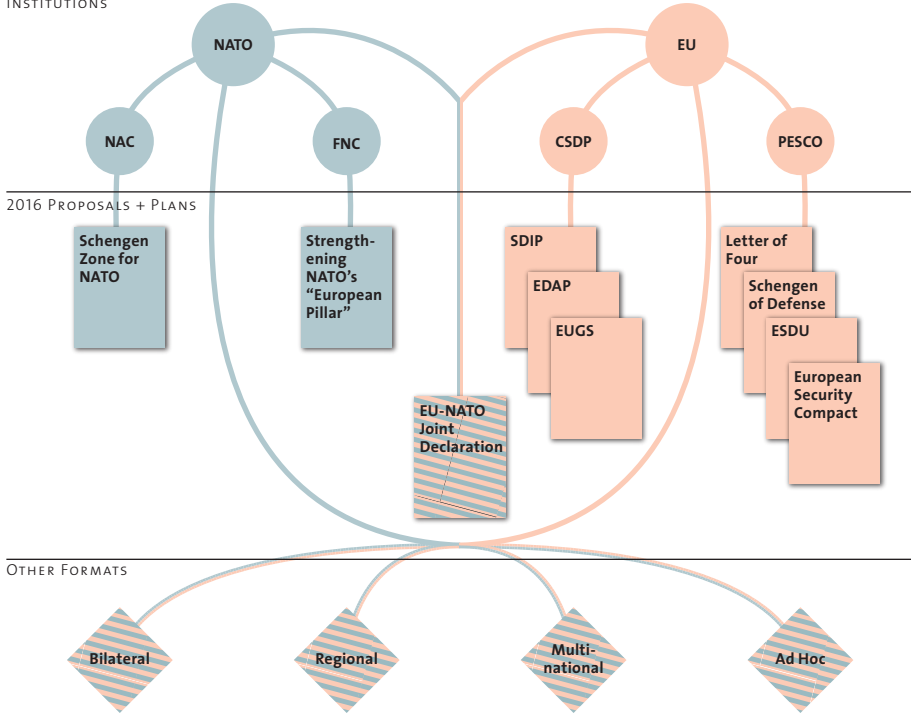 INSTITUTIONS
NATO
EU
NAC
FNC
CSDP
PESCO
2016 PROPOSALS + PLANS
Schengen
Zone for
NATO
Strength-
ening
NATO's
“European
Pillar”
SDIP
EDAP
EUGS
Letter of
Four
Schengen
of Defense
ESDU
European
Security
Compact
EU-NATO
Joint
Declaration
OTHER FORMATS
Bilateral
Regional
Multi-
national
Ad Hoc